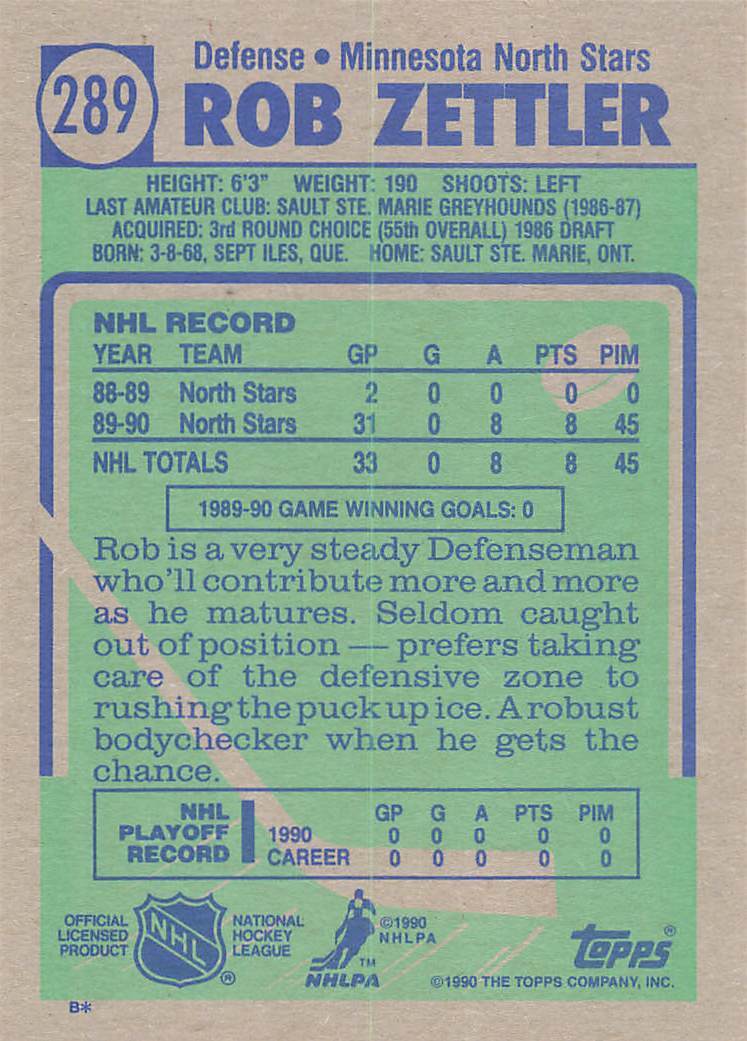 289
Defense • Minnesota North Stars
ROB ZETTLER
HEIGHT: 6'3" WEIGHT: 190 SHOOTS: LEFT
LAST AMATEUR CLUB: SAULT STE. MARIE GREYHOUNDS (1986-87)
ACQUIRED: 3rd ROUND CHOICE (55th OVERALL) 1986 DRAFT
BORN: 3-8-68, SEPT ILES, QUE. HOME: SAULT STE. MARIE, ONT.
NHL RECORD
YEAR TEAM GP G A PTS PIM
88-89 North Stars 2 0 0 0 0
89-90 North Stars 31 0 8 8 45
NHL TOTALS 33 0 8 8 45
1989-90 GAME WINNING GOALS: 0
Rob is a very steady Defenseman
who'll contribute more and more
as he matures. Seldom caught
out of position — prefers taking
care of the defensive zone to
rushing the puck up ice. A robust
bodychecker when he gets the
chance.
NHL PLAYOFF RECORD
GP G A PTS PIM
1990 0 0 0 0 0
CAREER 0 0 0 0 0
OFFICIAL
LICENSED
PRODUCT
NHL
®
NATIONAL
HOCKEY
LEAGUE
TM
NHLPA
©1990
NHLPA
topps®
©1990 THE TOPPS COMPANY, INC.
B*